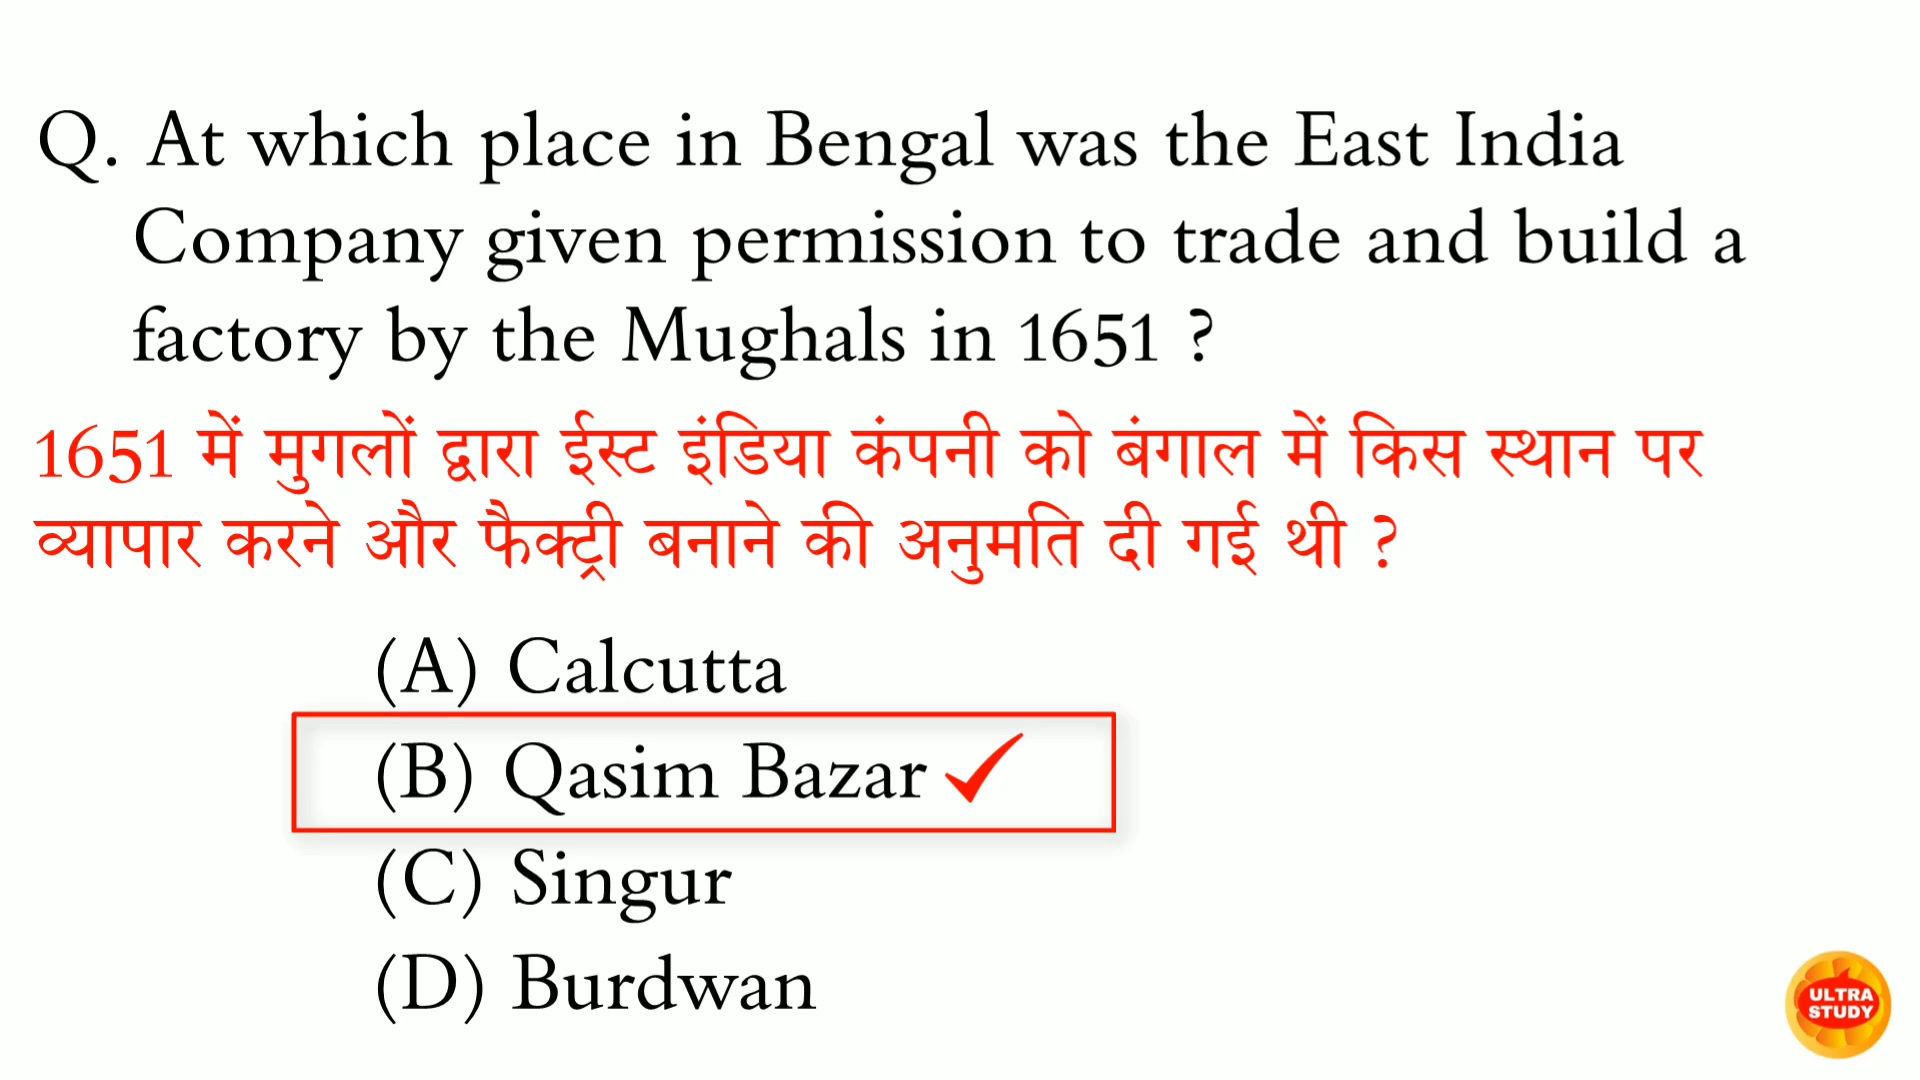 Q. At which place in Bengal was the East India
Company given permission to trade and build a
factory by the Mughals in 1651 ?
1651 में मुगलों द्वारा ईस्ट इंडिया कंपनी को बंगाल में किस स्थान पर
व्यापार करने और फैक्ट्री बनाने की अनुमति दी गई थी ?
(A) Calcutta
(B) Qasim Bazar
(C) Singur
(D) Burdwan
ULTRA
STUDY